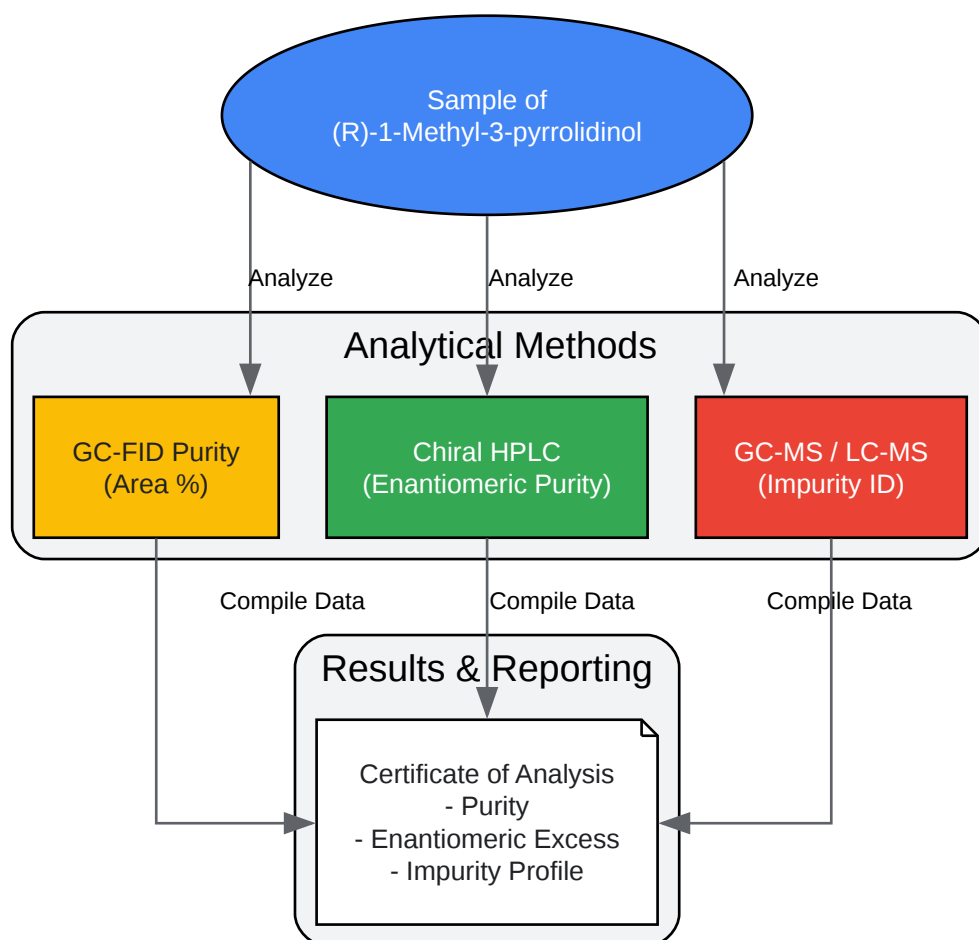 Sample of
(R)-1-Methyl-3-pyrrolidinol
Analyze
Analyze
Analyze
Analytical Methods
GC-FID Purity
(Area %)
Chiral HPLC
(Enantiomeric Purity)
GC-MS / LC-MS
(Impurity ID)
Compile Data
Compile Data
Compile Data
Results & Reporting
Certificate of Analysis
- Purity
- Enantiomeric Excess
- Impurity Profile